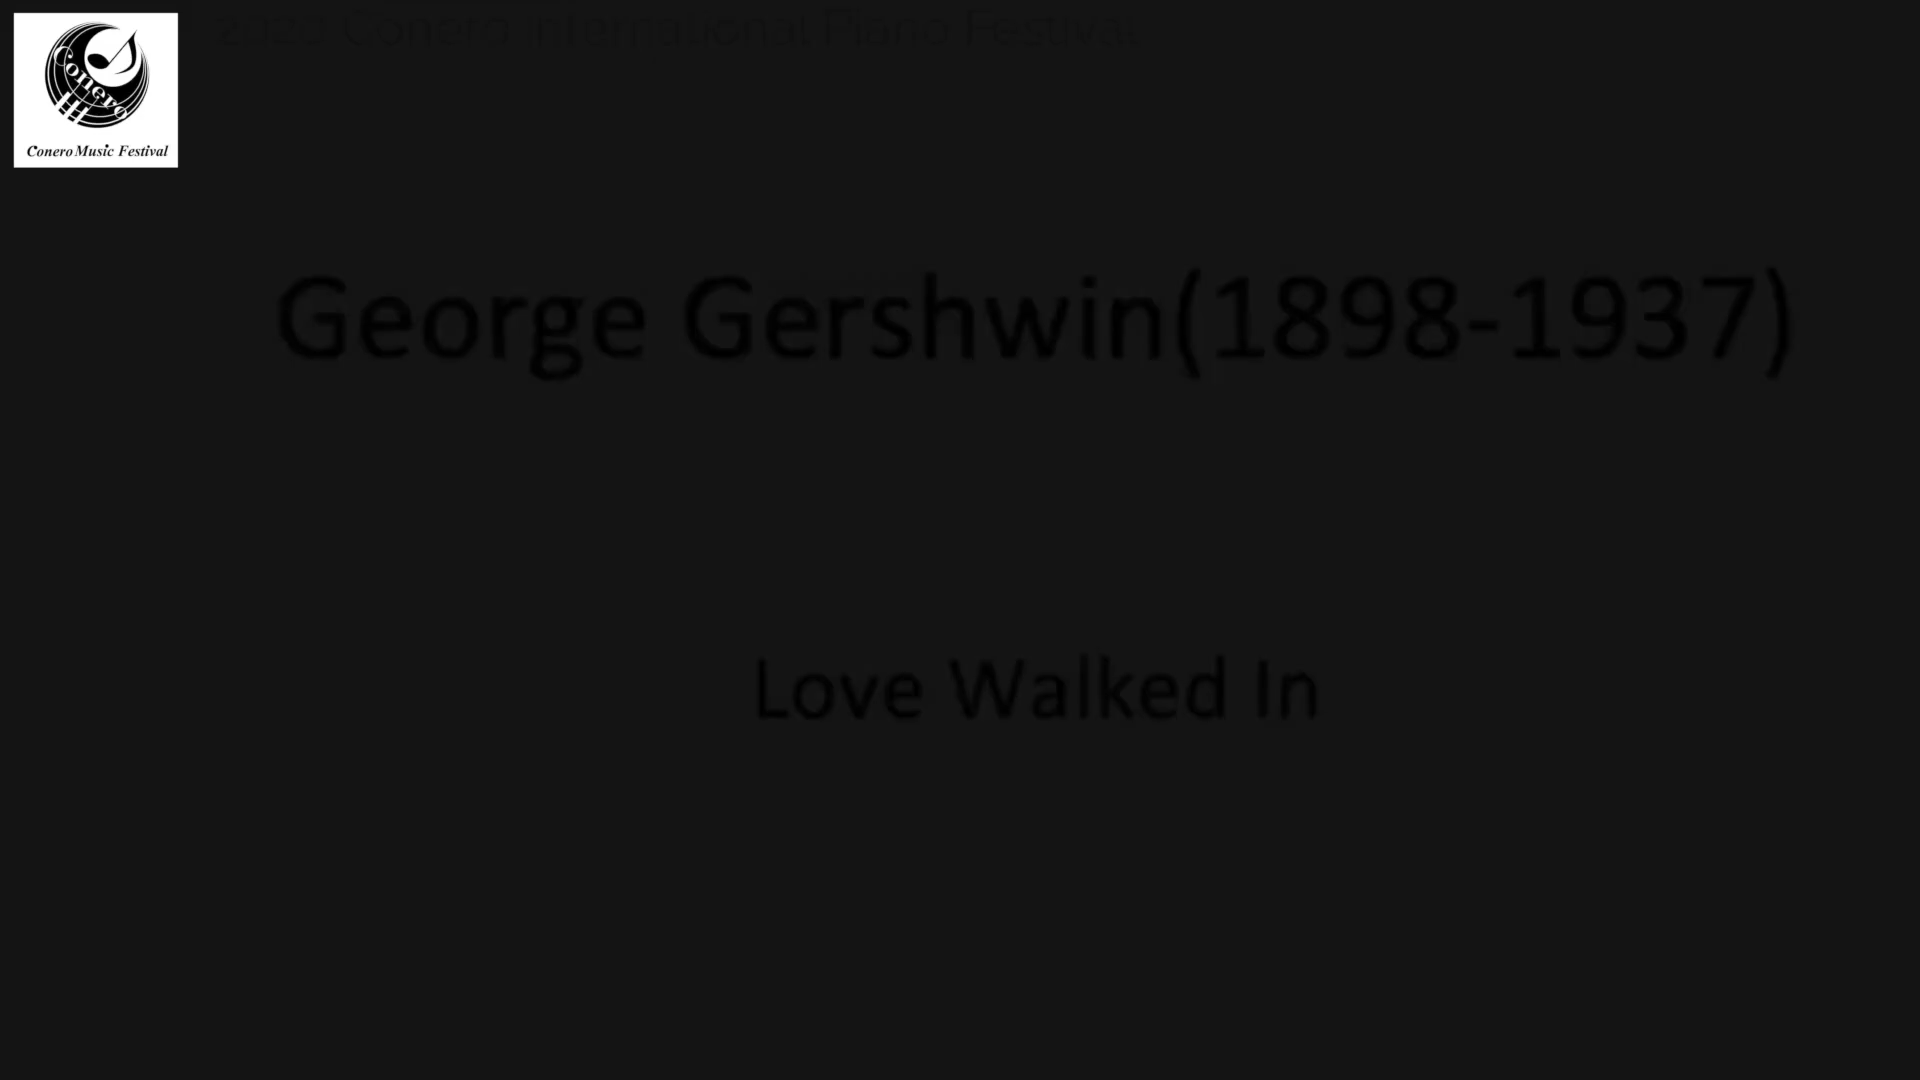 2020 Conero International Piano Festival
Conero
Conero Music Festival
George Gershwin(1898-1937)
Love Walked In